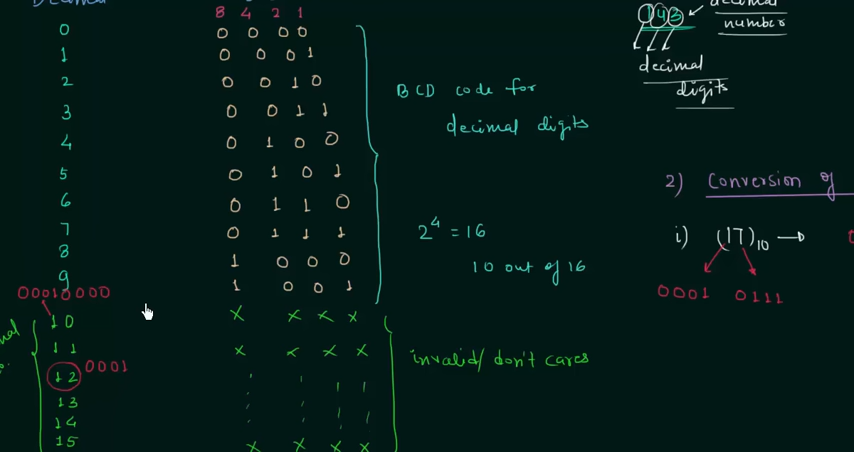 Decimal
8 4 2 1
0 0 0 0 0
1 0 0 0 1
2 0 0 1 0
3 0 0 1 1
4 0 1 0 0
5 0 1 0 1
6 0 1 1 0
7 0 1 1 1
8 1 0 0 0
9 1 0 0 1
00010000
10 x x x x
11 x x x x
12 0001
13
14
15 x x x x
BCD code for
decimal digits
2^4 = 16
10 out of 16
invalid/don't cares
143
decimal
number
decimal
digits
2) Conversion of
i) (17)10
0001 0111